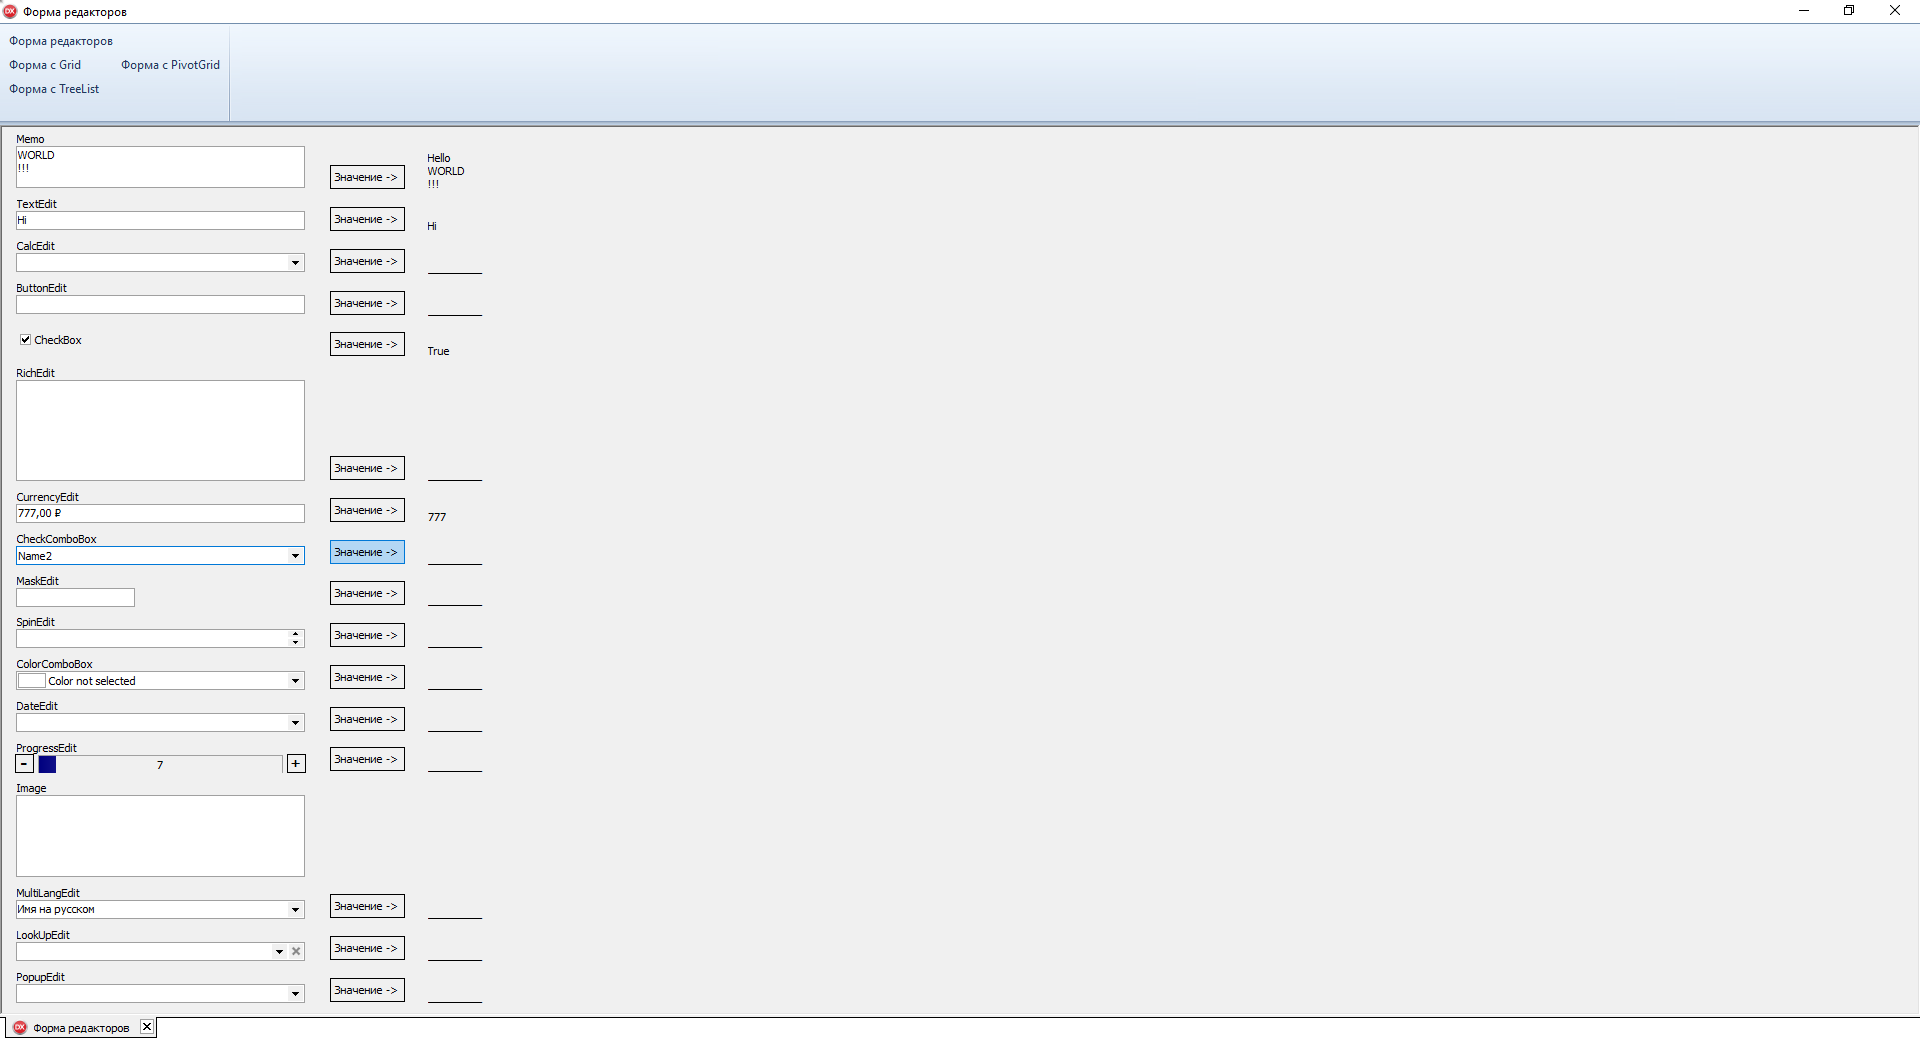 Форма редакторов
Форма редакторов
Форма с Grid Форма с PivotGrid
Форма с TreeList
Memo
WORLD
!!!
Значение ->
Hello
WORLD
!!!
TextEdit
Hi
Значение ->
Hi
CalcEdit
Значение ->
ButtonEdit
Значение ->
CheckBox
Значение ->
True
RichEdit
Значение ->
CurrencyEdit
777,00 ₽
Значение ->
777
CheckComboBox
Name2
Значение ->
MaskEdit
Значение ->
SpinEdit
Значение ->
ColorComboBox
Color not selected
Значение ->
DateEdit
Значение ->
ProgressEdit
- 7 +
Значение ->
Image
MultiLangEdit
Имя на русском
Значение ->
LookUpEdit
Значение ->
PopupEdit
Значение ->
DX Форма редакторов